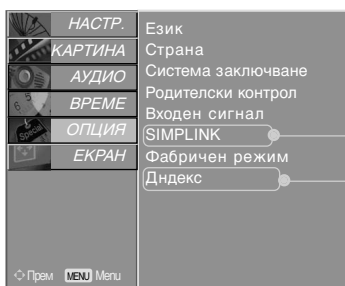 НАСТР.
КАРТИНА
АУДИО
ВРЕМЕ
ОПЦИЯ
ЕКРАН
Език
Страна
Система заключване
Родителски контрол
Входен сигнал
SIMPLINK
Фабричен режим
Дндекс
Прем MENU Menu